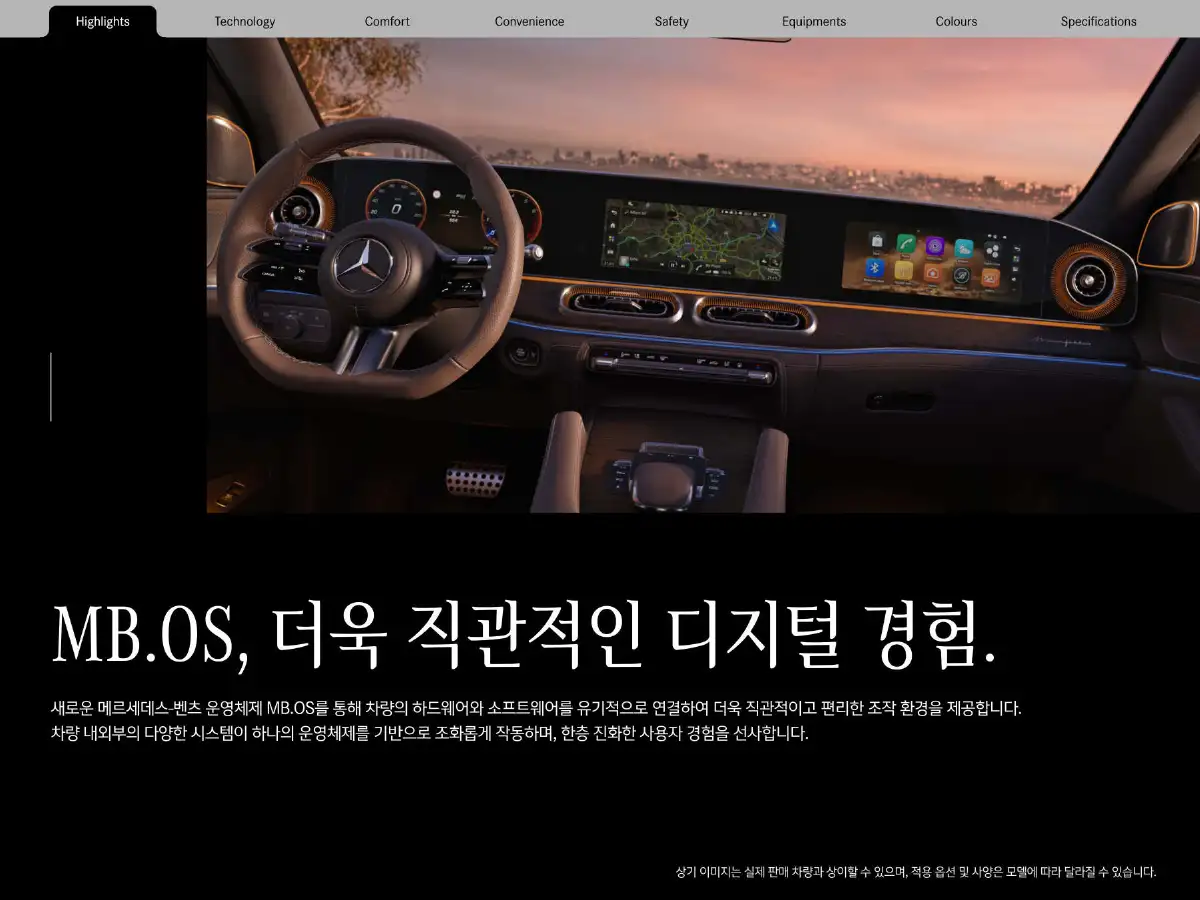 Highlights
Technology
Comfort
Convenience
Safety
Equipments
Colours
Specifications
MB.OS, 더욱 직관적인 디지털 경험.
새로운 메르세데스-벤츠 운영체제 MB.OS를 통해 차량의 하드웨어와 소프트웨어를 유기적으로 연결하여 더욱 직관적이고 편리한 조작 환경을 제공합니다.
차량 내외부의 다양한 시스템이 하나의 운영체제를 기반으로 조화롭게 작동하며, 한층 진화한 사용자 경험을 선사합니다.
상기 이미지는 실제 판매 차량과 상이할 수 있으며, 적용 옵션 및 사양은 모델에 따라 달라질 수 있습니다.